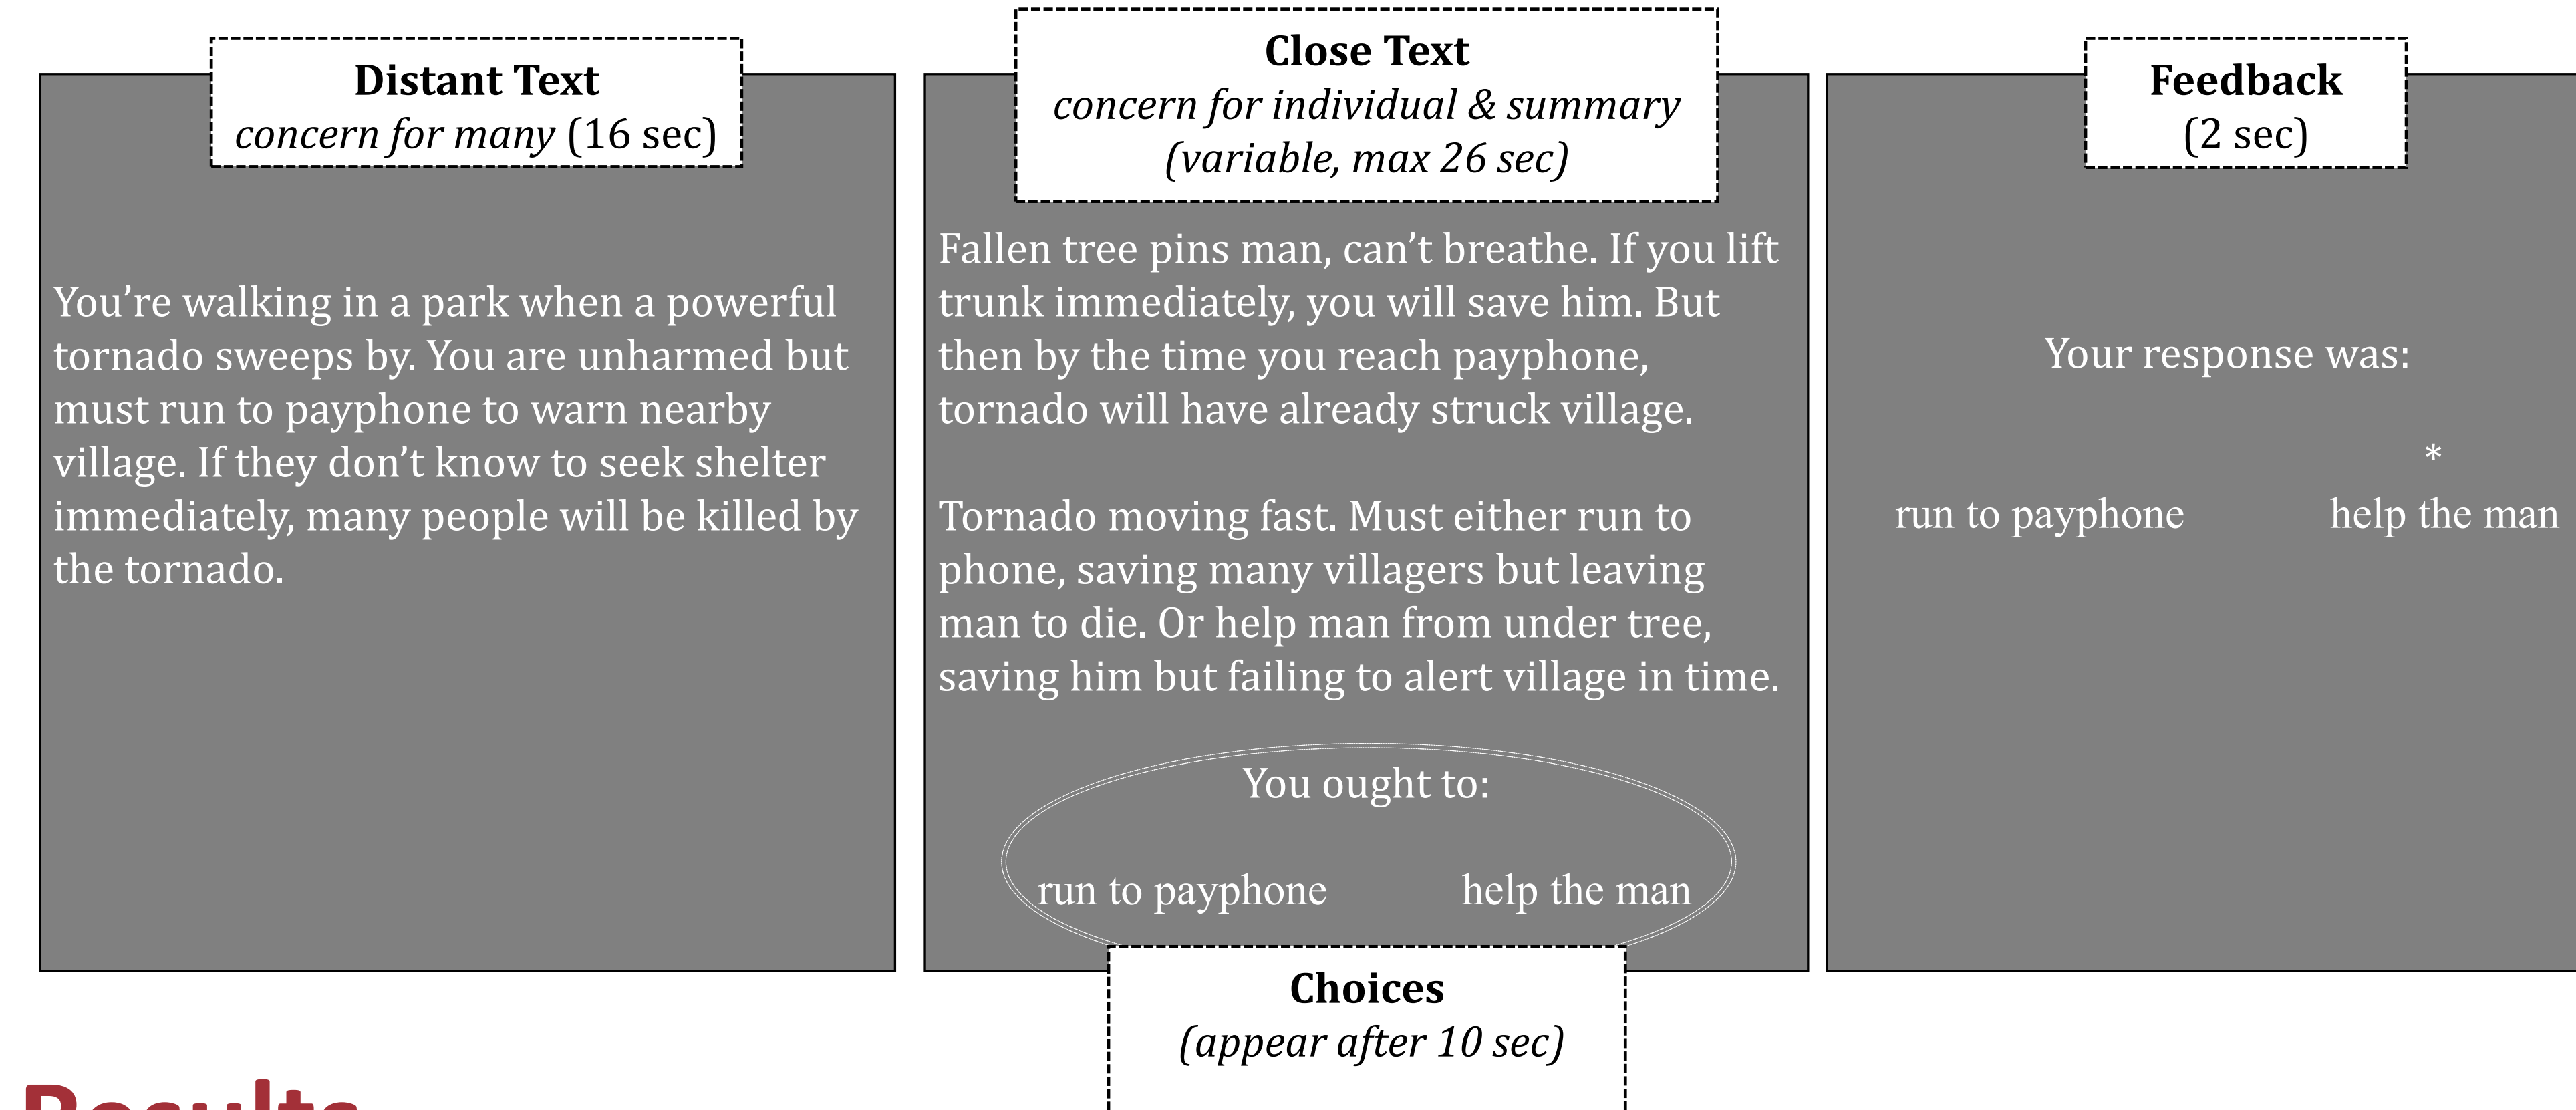 Distant Text
concern for many (16 sec)
You’re walking in a park when a powerful
tornado sweeps by. You are unharmed but
must run to payphone to warn nearby
village. If they don’t know to seek shelter
immediately, many people will be killed by
the tornado.
Close Text
concern for individual & summary
(variable, max 26 sec)
Fallen tree pins man, can’t breathe. If you lift
trunk immediately, you will save him. But
then by the time you reach payphone,
tornado will have already struck village.
Tornado moving fast. Must either run to
phone, saving many villagers but leaving
man to die. Or help man from under tree,
saving him but failing to alert village in time.
You ought to:
run to payphone help the man
Choices
(appear after 10 sec)
Feedback
(2 sec)
Your response was:
*
run to payphone help the man
Results